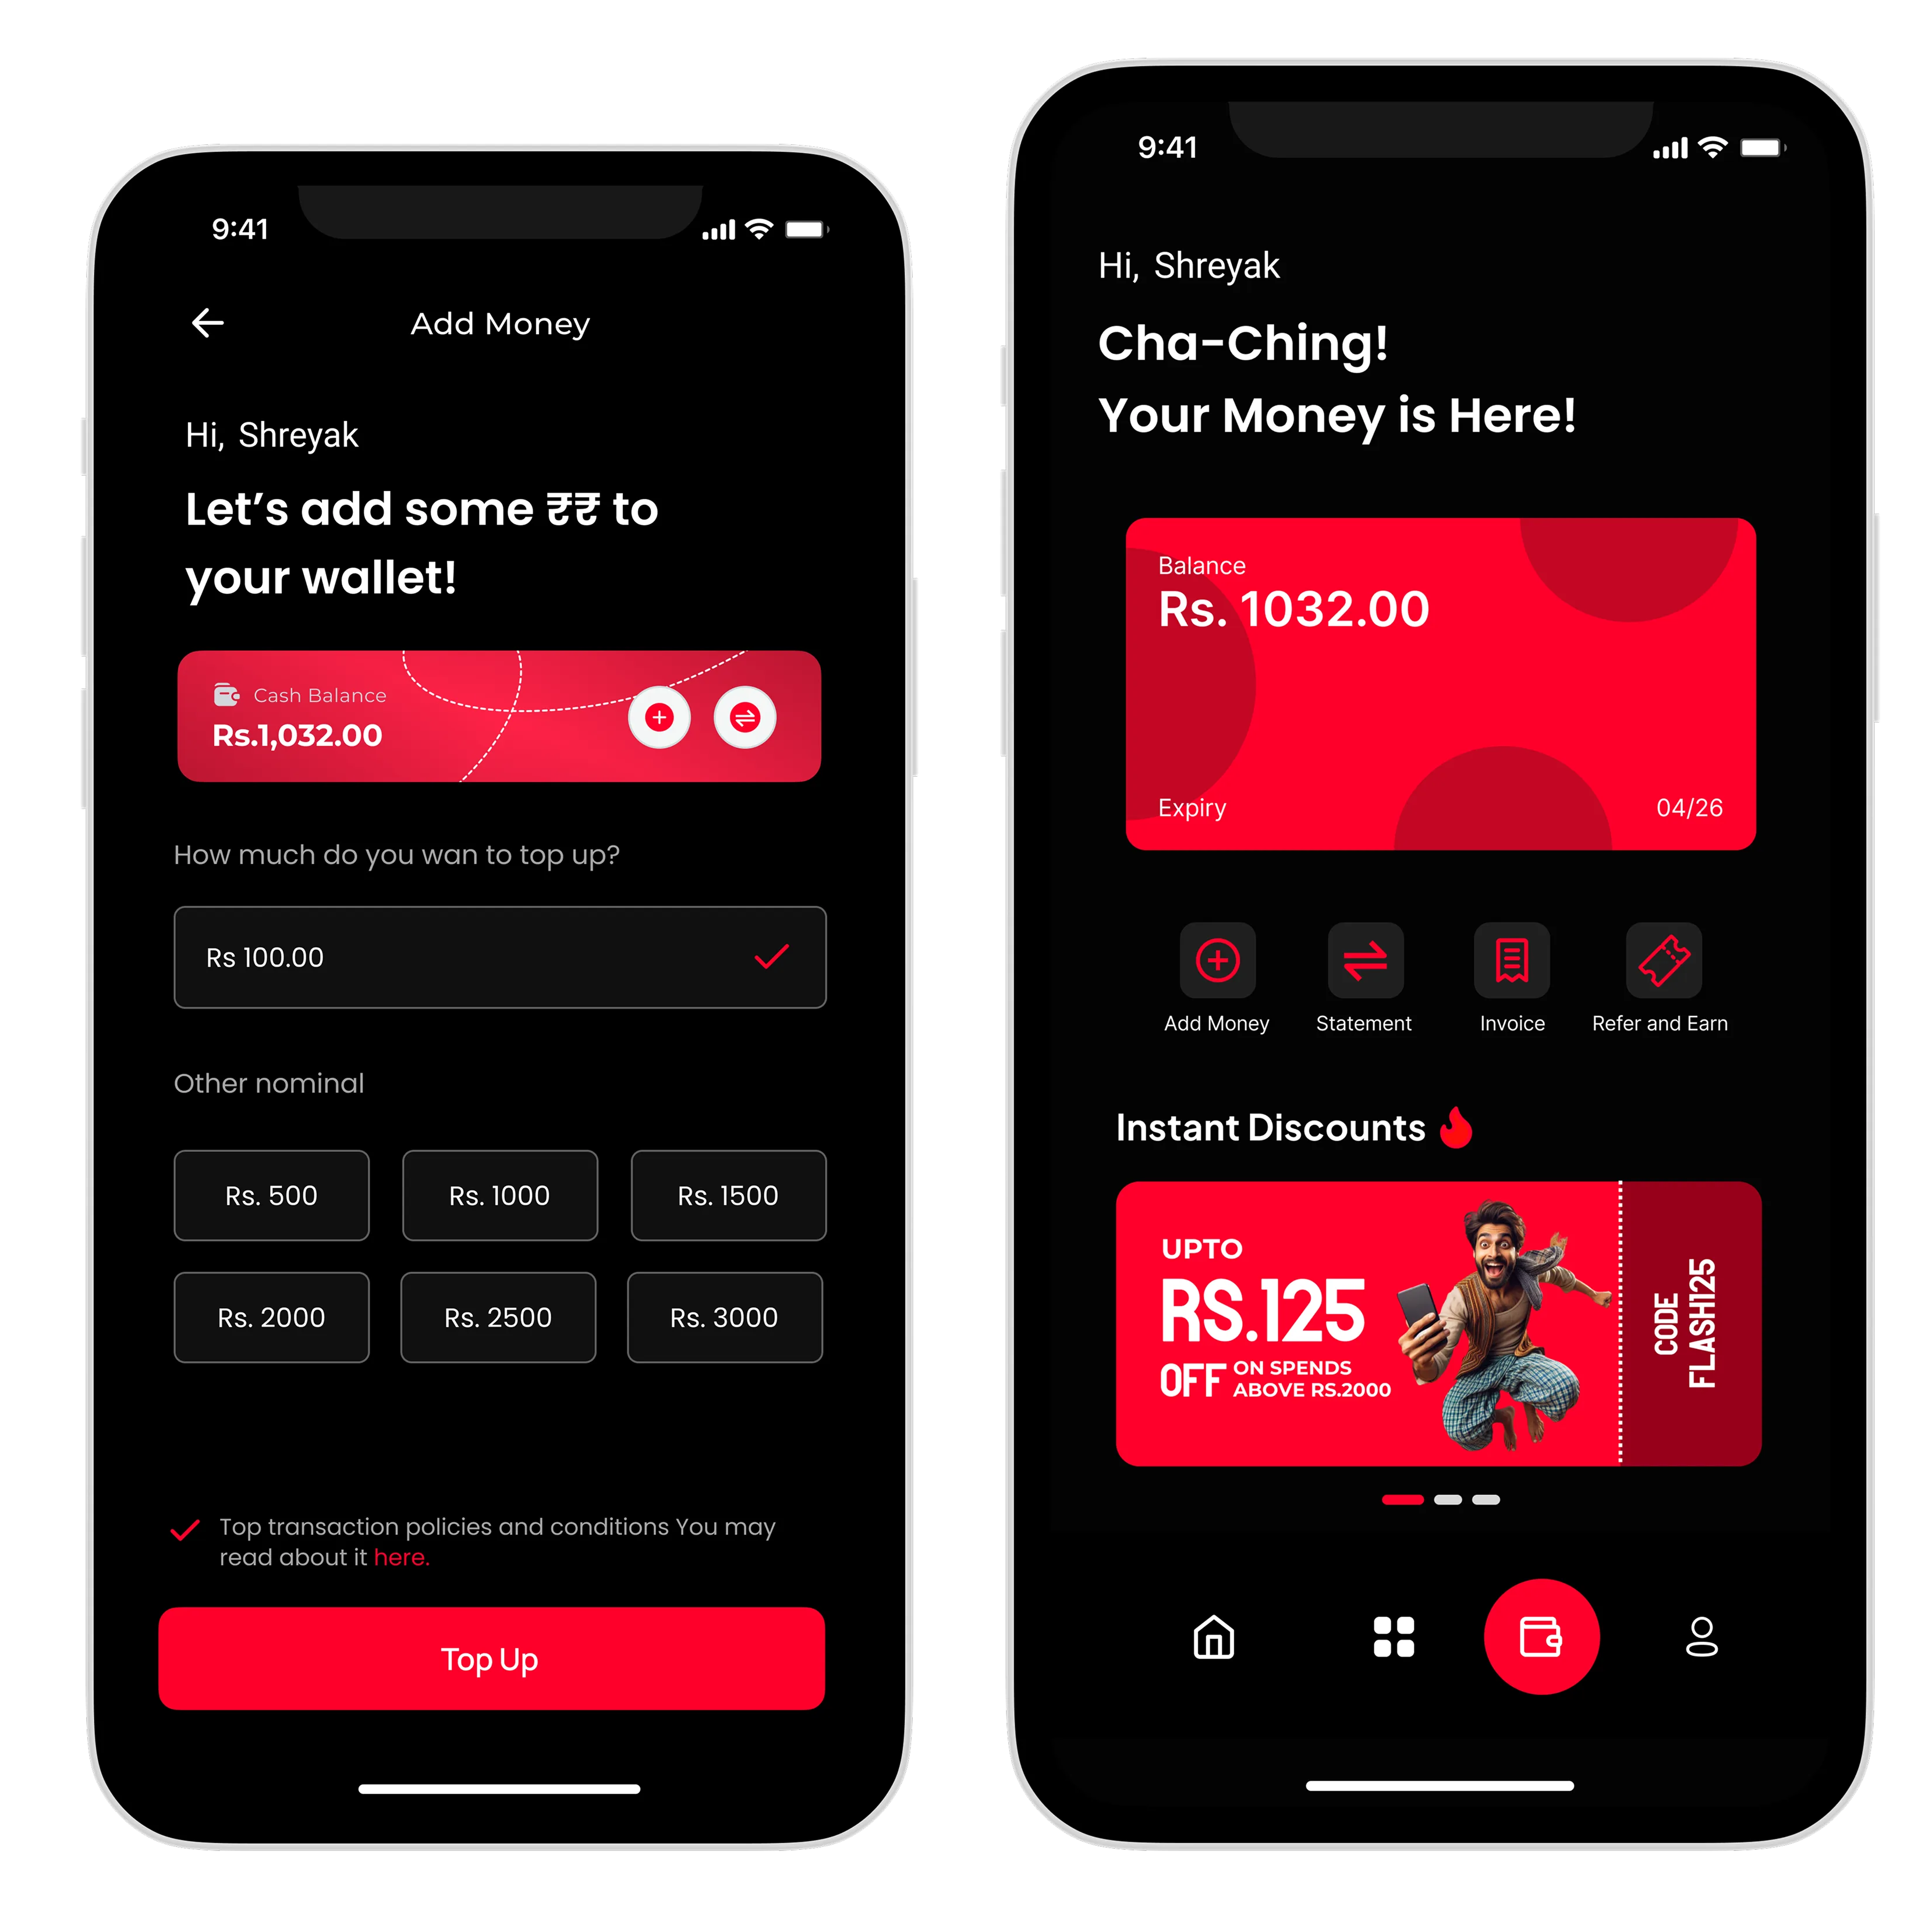 9:41
Add Money
Hi, Shreyak
Let's add some ₹₹ to
your wallet!
Cash Balance
Rs.1,032.00
How much do you wan to top up?
Rs 100.00
Other nominal
Rs. 500
Rs. 1000
Rs. 1500
Rs. 2000
Rs. 2500
Rs. 3000
Top transaction policies and conditions You may
read about it here.
Top Up
9:41
Hi, Shreyak
Cha-Ching!
Your Money is Here!
Balance
Rs. 1032.00
Expiry
04/26
Add Money
Statement
Invoice
Refer and Earn
Instant Discounts
UPTO
RS.125
OFF ON SPENDS
ABOVE RS.2000
CODE
FLASH125